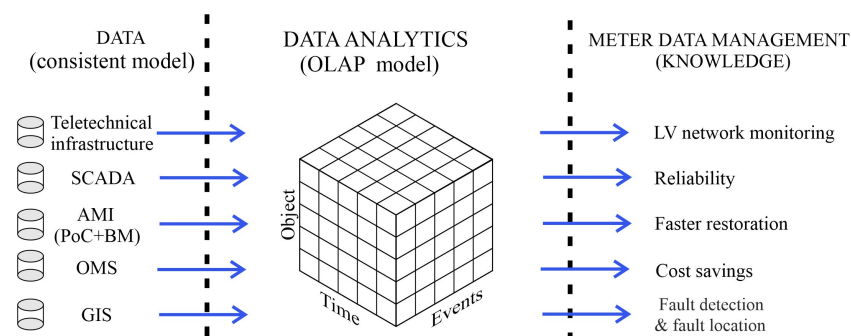 DATA
(consistent model)
DATA ANALYTICS
(OLAP model)
METER DATA MANAGEMENT
(KNOWLEDGE)
Teletechnical
infrastructure
SCADA
AMI
(PoC+BM)
OMS
GIS
Object
Time
Events
LV network monitoring
Reliability
Faster restoration
Cost savings
Fault detection
& fault location